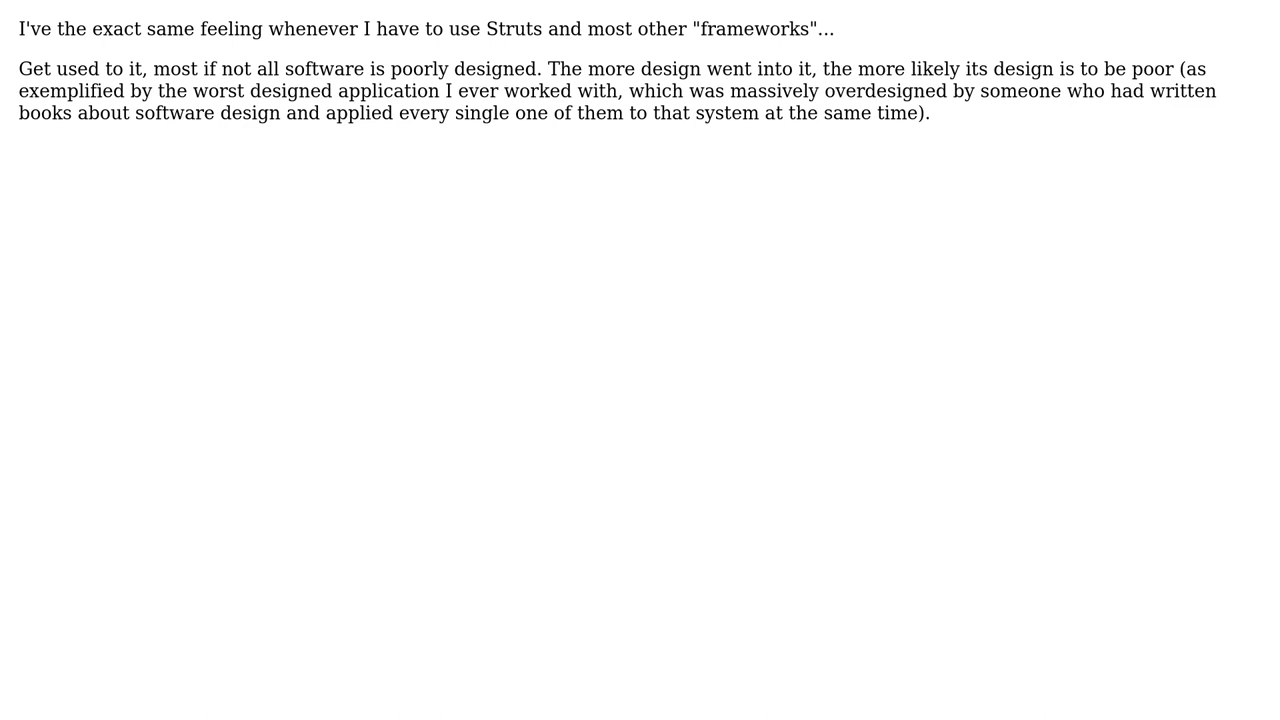 I've the exact same feeling whenever I have to use Struts and most other "frameworks"...
Get used to it, most if not all software is poorly designed. The more design went into it, the more likely its design is to be poor (as
exemplified by the worst designed application I ever worked with, which was massively overdesigned by someone who had written
books about software design and applied every single one of them to that system at the same time).